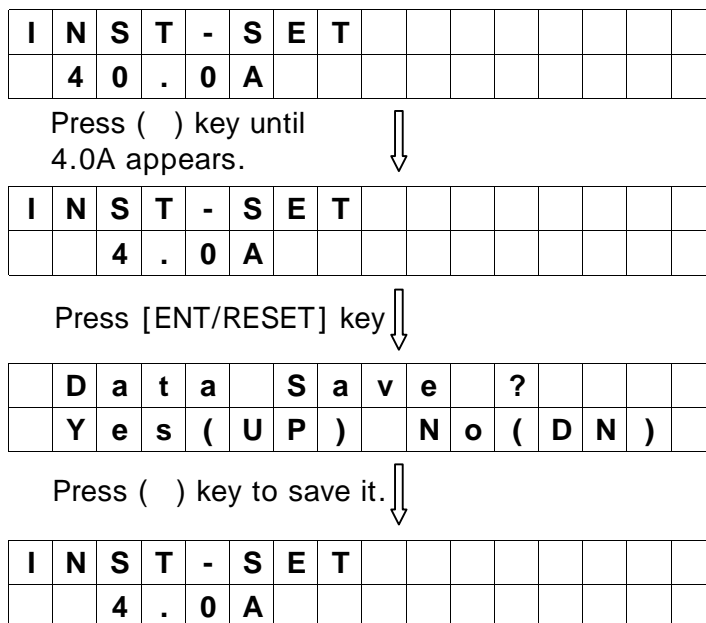 INST-SET
40.0A
Press (   ) key until
4.0A appears.
INST-SET
4.0A
Press [ENT/RESET] key
Data Save ?
Yes(UP) No(DN)
Press (   ) key to save it.
INST-SET
4.0A